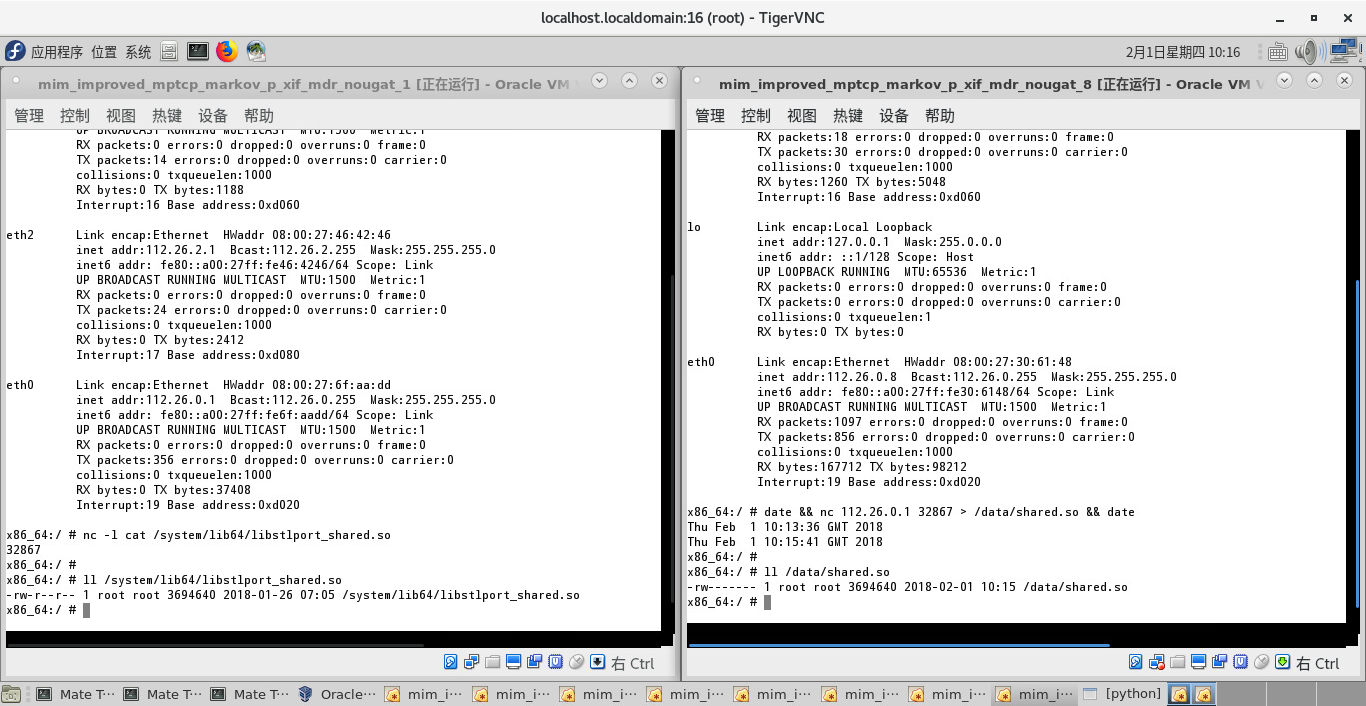 localhost.localdomain:16 (root) - TigerVNC
应用程序 位置 系统
2月1日星期四 10:16
mim_improved_mptcp_markov_p_xif_mdr_nougat_1 [正在运行] - Oracle VM V
管理 控制 视图 热键 设备 帮助
UP BROADCAST RUNNING MULTICAST  MTU:1500  Metric:1
RX packets:0 errors:0 dropped:0 overruns:0 frame:0
TX packets:14 errors:0 dropped:0 overruns:0 carrier:0
collisions:0 txqueuelen:1000
RX bytes:0 TX bytes:1188
Interrupt:16 Base address:0xd060
eth2      Link encap:Ethernet  HWaddr 08:00:27:46:42:46
inet addr:112.26.2.1  Bcast:112.26.2.255  Mask:255.255.255.0
inet6 addr: fe80::a00:27ff:fe46:4246/64 Scope: Link
UP BROADCAST RUNNING MULTICAST  MTU:1500  Metric:1
RX packets:0 errors:0 dropped:0 overruns:0 frame:0
TX packets:24 errors:0 dropped:0 overruns:0 carrier:0
collisions:0 txqueuelen:1000
RX bytes:0 TX bytes:2412
Interrupt:17 Base address:0xd080
eth0      Link encap:Ethernet  HWaddr 08:00:27:6f:aa:dd
inet addr:112.26.0.1  Bcast:112.26.0.255  Mask:255.255.255.0
inet6 addr: fe80::a00:27ff:fe6f:aadd/64 Scope: Link
UP BROADCAST RUNNING MULTICAST  MTU:1500  Metric:1
RX packets:0 errors:0 dropped:0 overruns:0 frame:0
TX packets:356 errors:0 dropped:0 overruns:0 carrier:0
collisions:0 txqueuelen:1000
RX bytes:0 TX bytes:37408
Interrupt:19 Base address:0xd020
x86_64:/ # nc -l cat /system/lib64/libstlport_shared.so
32867
x86_64:/ #
x86_64:/ # ll /system/lib64/libstlport_shared.so
-rw-r--r-- 1 root root 3694640 2018-01-26 07:05 /system/lib64/libstlport_shared.so
x86_64:/ #
右 Ctrl
mim_improved_mptcp_markov_p_xif_mdr_nougat_8 [正在运行] - Oracle VM V
管理 控制 视图 热键 设备 帮助
RX packets:18 errors:0 dropped:0 overruns:0 frame:0
TX packets:30 errors:0 dropped:0 overruns:0 carrier:0
collisions:0 txqueuelen:1000
RX bytes:1260 TX bytes:5048
Interrupt:16 Base address:0xd060
lo        Link encap:Local Loopback
inet addr:127.0.0.1  Mask:255.0.0.0
inet6 addr: ::1/128 Scope: Host
UP LOOPBACK RUNNING  MTU:65536  Metric:1
RX packets:0 errors:0 dropped:0 overruns:0 frame:0
TX packets:0 errors:0 dropped:0 overruns:0 carrier:0
collisions:0 txqueuelen:1
RX bytes:0 TX bytes:0
eth0      Link encap:Ethernet  HWaddr 08:00:27:30:61:48
inet addr:112.26.0.8  Bcast:112.26.0.255  Mask:255.255.255.0
inet6 addr: fe80::a00:27ff:fe30:6148/64 Scope: Link
UP BROADCAST RUNNING MULTICAST  MTU:1500  Metric:1
RX packets:1097 errors:0 dropped:0 overruns:0 frame:0
TX packets:856 errors:0 dropped:0 overruns:0 carrier:0
collisions:0 txqueuelen:1000
RX bytes:167712 TX bytes:98212
Interrupt:19 Base address:0xd020
x86_64:/ # date && nc 112.26.0.1 32867 > /data/shared.so && date
Thu Feb  1 10:13:36 GMT 2018
Thu Feb  1 10:15:41 GMT 2018
x86_64:/ #
x86_64:/ # ll /data/shared.so
-rw------- 1 root root 3694640 2018-02-01 10:15 /data/shared.so
x86_64:/ #
右 Ctrl
Mate T··· Mate T··· Mate T··· Oracle··· mim_i··· mim_i··· mim_i··· mim_i··· mim_i··· mim_i··· mim_i··· mim_i··· [python]